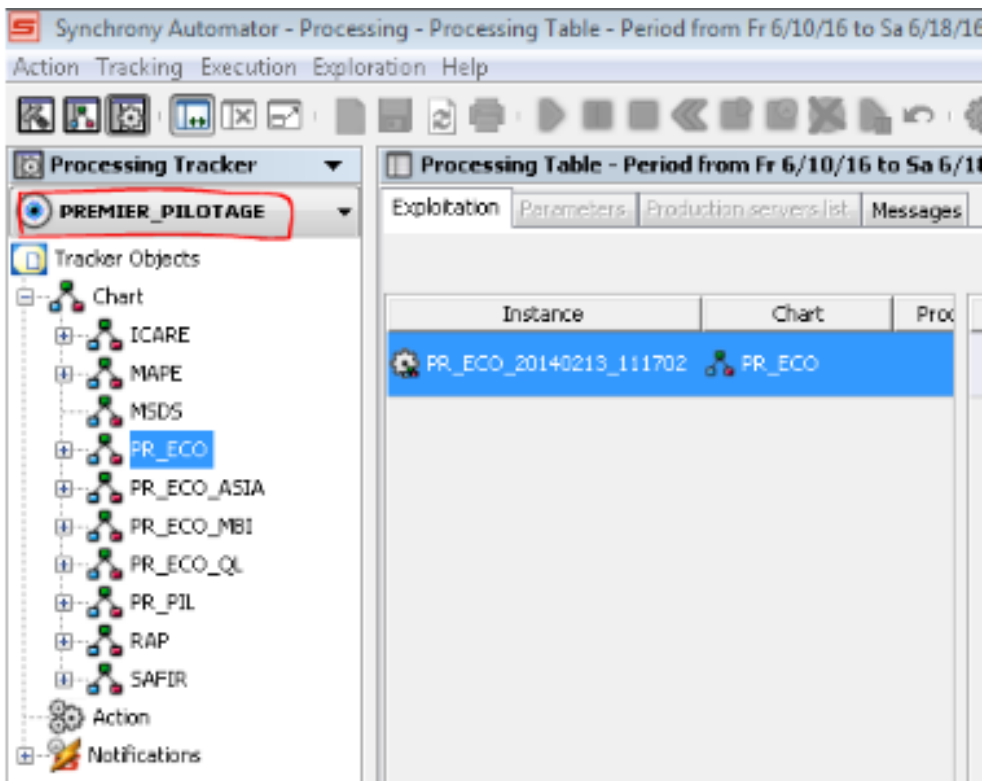 Synchrony Automator - Processing - Processing Table - Period from Fr 6/10/16 to Sa 6/18/16
Action Tracking Execution Exploration Help
Processing Tracker
Processing Table - Period from Fr 6/10/16 to Sa 6/18
PREMIER_PILOTAGE
Exploitation Parameters Production servers list Messages
Tracker Objects
Chart
Instance Chart Proc
ICARE
PR_ECO_20140213_111702 PR_ECO
MAPE
MSDS
PR_ECO
PR_ECO_ASIA
PR_ECO_MBI
PR_ECO_QL
PR_PIL
RAP
SAFIR
Action
Notifications